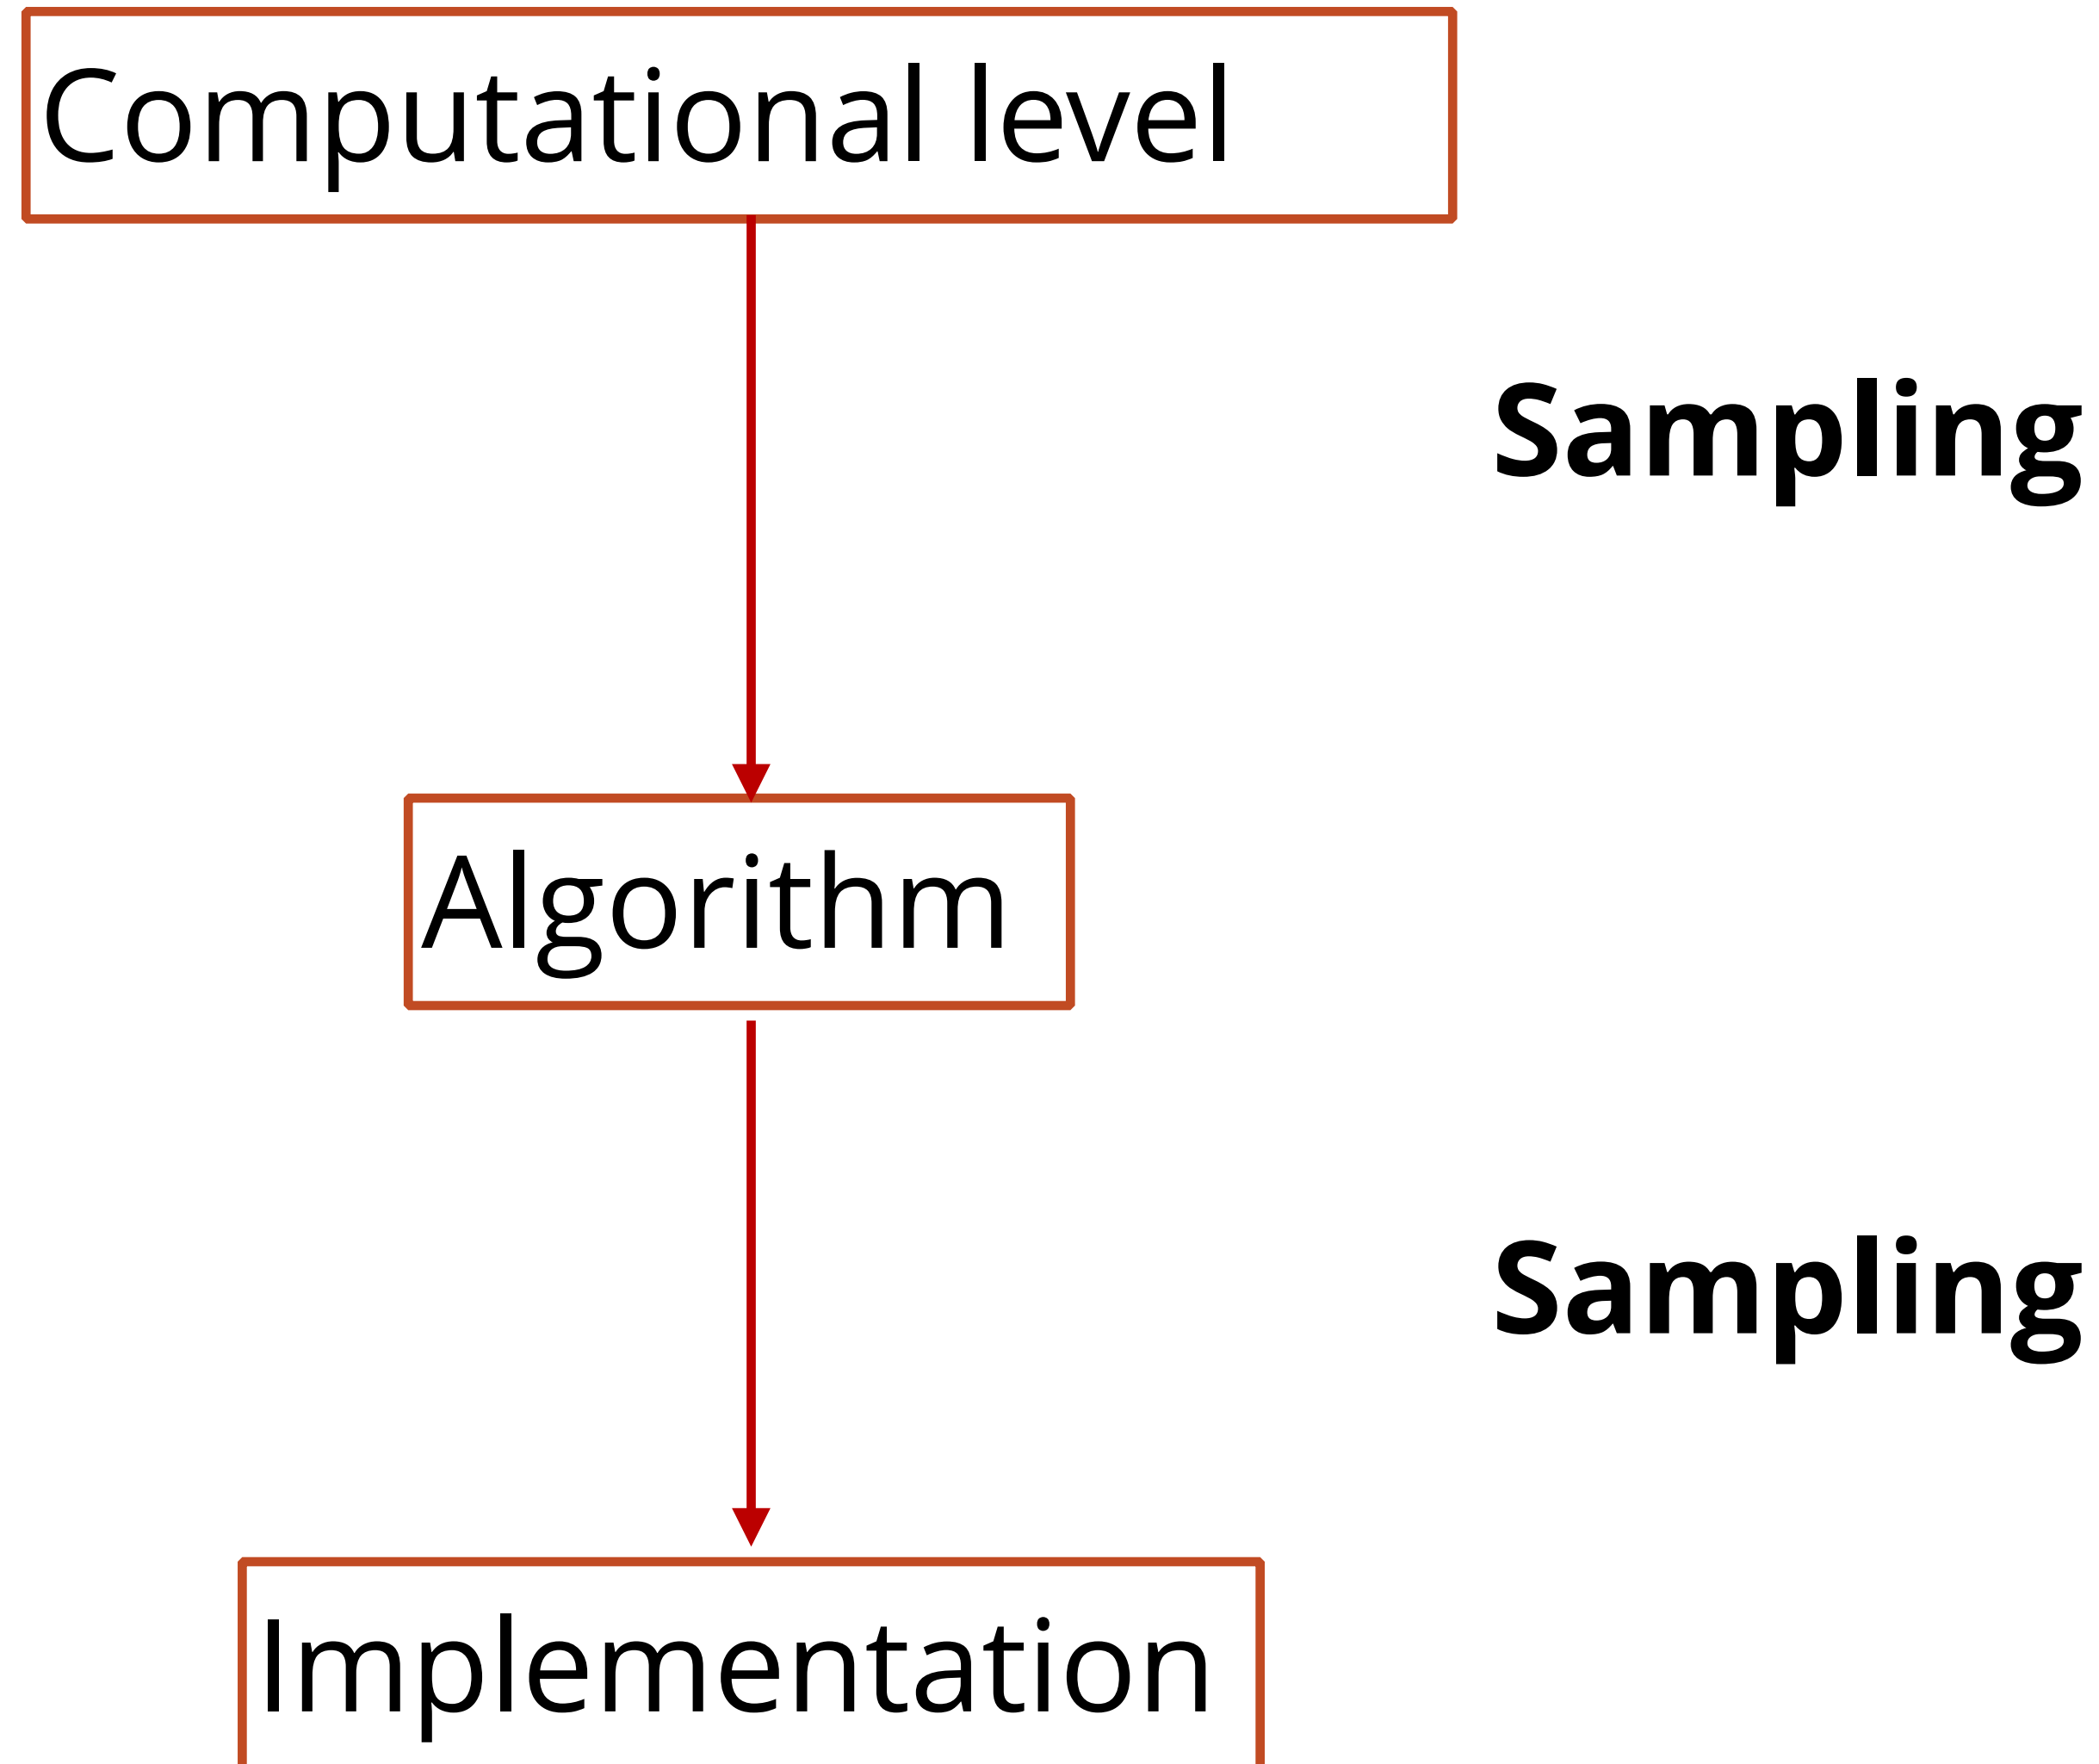 Computational level
Sampling
Algorithm
Sampling
Implementation